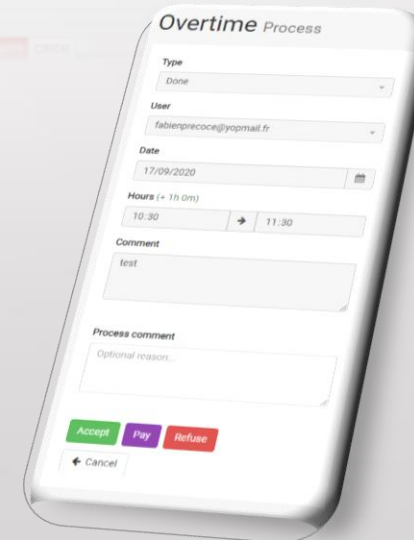 Overtime Process
Type
Done
User
fabienprecoce@yopmail.fr
Date
17/09/2020
Hours (+ 1h 0m)
10:30 → 11:30
Comment
test
Process comment
Optional reason...
Accept Pay Refuse
← Cancel